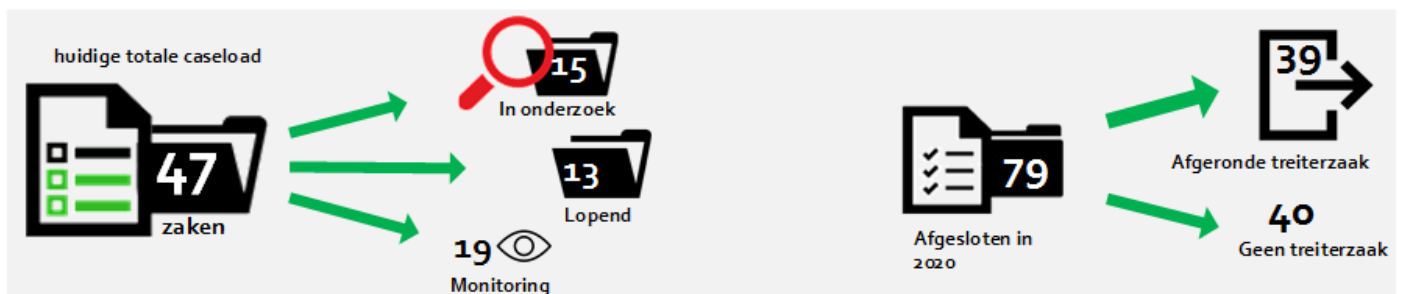 huidige totale caseload
47
zaken
15
In onderzoek
13
Lopend
19
Monitoring
79
Afgesloten in
2020
39
Afgeronde treiterzaak
40
Geen treiterzaak